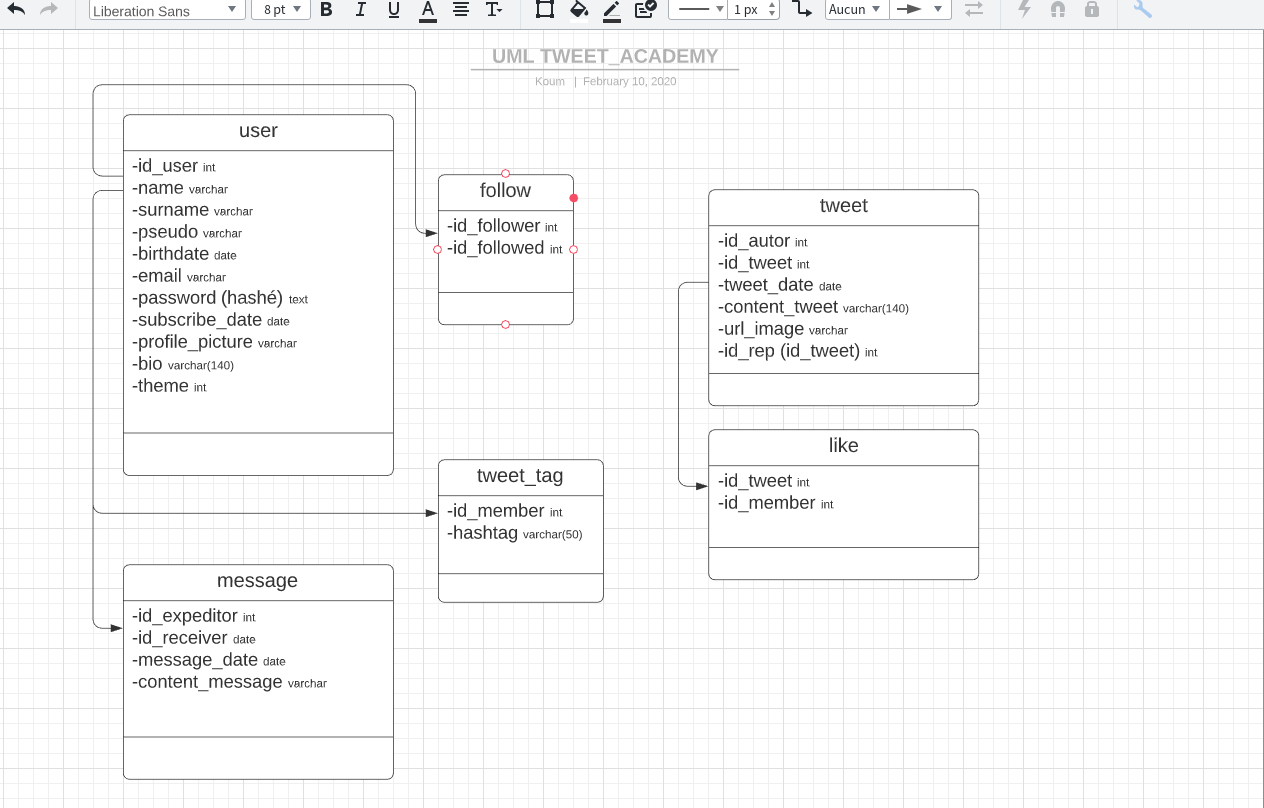 Liberation Sans
8 pt
B
I
U
A
T
1 px
Aucun
UML TWEET_ACADEMY
Koum | February 10, 2020
user
-id_user int
-name varchar
-surname varchar
-pseudo varchar
-birthdate date
-email varchar
-password (hashé) text
-subscribe_date date
-profile_picture varchar
-bio varchar(140)
-theme int
follow
-id_follower int
-id_followed int
tweet
-id_autor int
-id_tweet int
-tweet_date date
-content_tweet varchar(140)
-url_image varchar
-id_rep (id_tweet) int
like
-id_tweet int
-id_member int
tweet_tag
-id_member int
-hashtag varchar(50)
message
-id_expeditor int
-id_receiver date
-message_date date
-content_message varchar